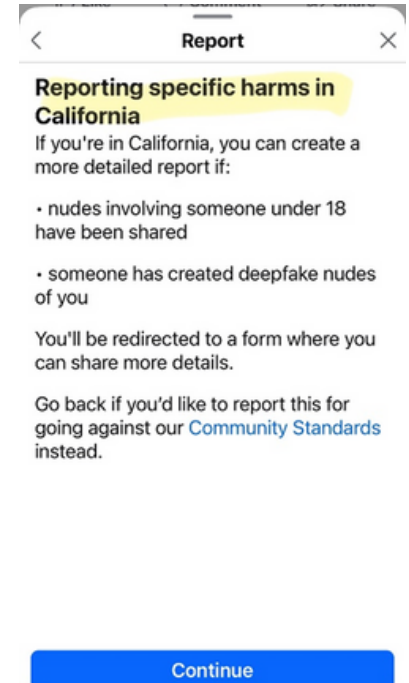 Report
Reporting specific harms in
California
If you're in California, you can create a
more detailed report if:
• nudes involving someone under 18
have been shared
• someone has created deepfake nudes
of you
You'll be redirected to a form where you
can share more details.
Go back if you'd like to report this for
going against our Community Standards
instead.
Continue